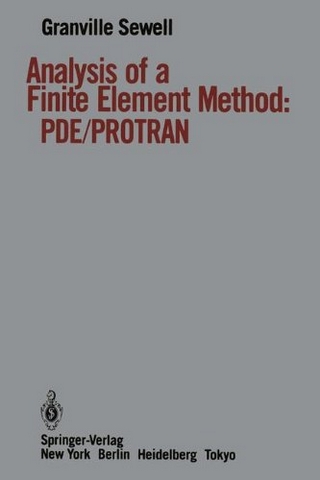 Granville Sewell
Analysis of a
Finite Element Method:
PDE/PROTRAN
Springer-Verlag
New York Berlin Heidelberg Tokyo